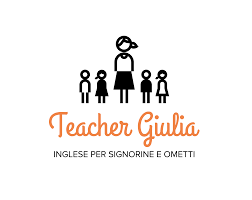 Teacher Giulia
INGLESE PER SIGNORINE E OMETTI